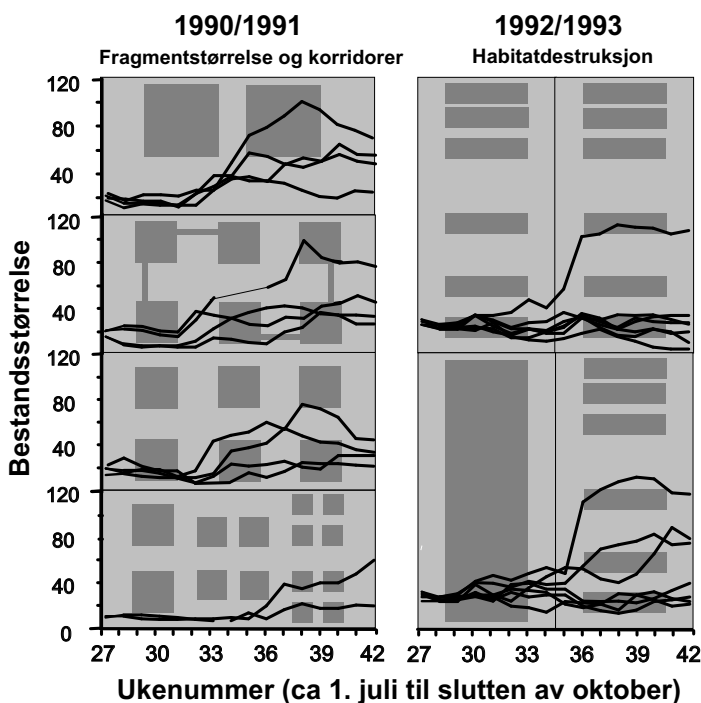 1990/1991
Fragmentstørrelse og korridorer
1992/1993
Habitatdestruksjon
Bestandsstørrelse
120
80
40
120
80
40
120
80
40
120
80
40
0
27 30 33 36 39 42
27 30 33 36 39 42
Ukenummer (ca 1. juli til slutten av oktober)